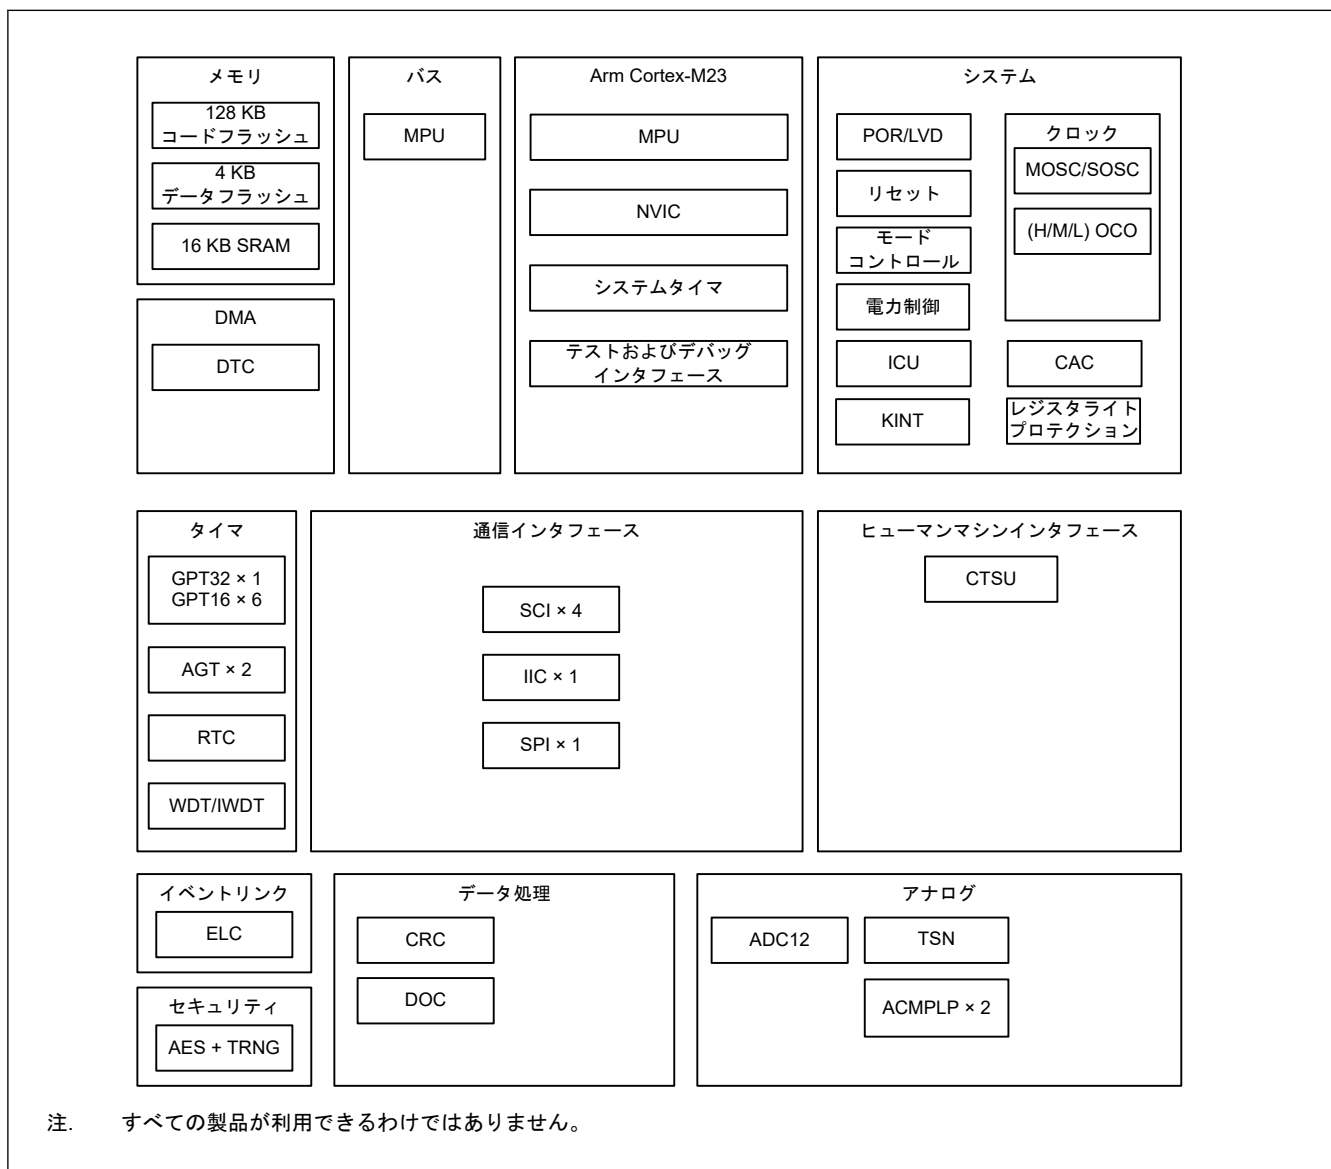 メモリ
128 KB
コードフラッシュ
4 KB
データフラッシュ
16 KB SRAM
DMA
DTC
バス
MPU
Arm Cortex-M23
MPU
NVIC
システムタイマ
テストおよびデバッグ
インタフェース
システム
POR/LVD
リセット
モード
コントロール
電力制御
ICU
KINT
クロック
MOSC/SOSC
(H/M/L) OCO
CAC
レジスタライト
プロテクション
タイマ
GPT32 × 1
GPT16 × 6
AGT × 2
RTC
WDT/IWDT
通信インタフェース
SCI × 4
IIC × 1
SPI × 1
ヒューマンマシンインタフェース
CTSU
イベントリンク
ELC
セキュリティ
AES + TRNG
データ処理
CRC
DOC
アナログ
ADC12
TSN
ACMPLP × 2
注. すべての製品が利用できるわけではありません。